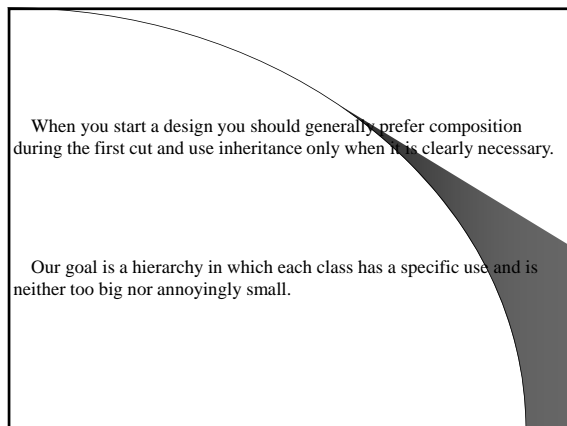 When you start a design you should generally prefer composition
during the first cut and use inheritance only when it is clearly necessary.
Our goal is a hierarchy in which each class has a specific use and is
neither too big nor annoyingly small.